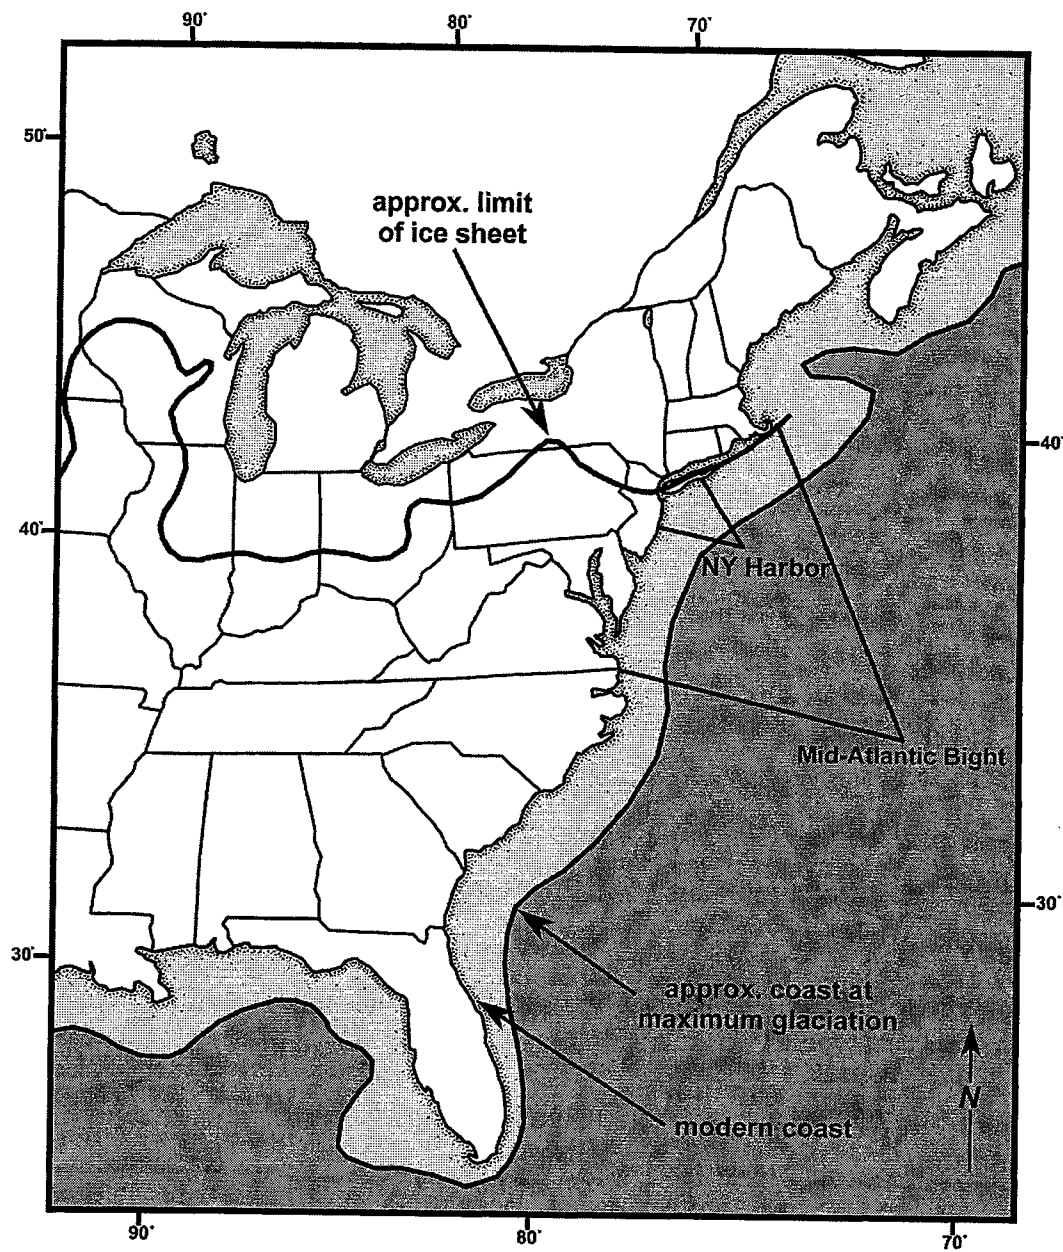 90°
80°
70°
50°
approx. limit
of ice sheet
40°
40°
NY Harbor
Mid-Atlantic Bight
30°
30°
approx. coast at
maximum glaciation
N
modern coast
90°
80°
70°